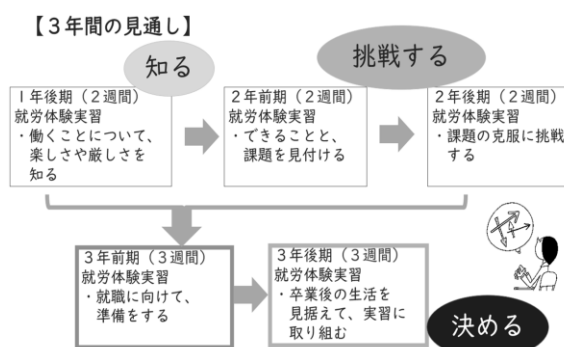 【３年間の見通し】
知る
挑戦する
１年後期（２週間）
就労体験実習
・働くことについて、
楽しさや厳しさを
知る
２年前期（２週間）
就労体験実習
・できることと、
課題を見付ける
２年後期（２週間）
就労体験実習
・課題の克服に挑戦
する
３年前期（３週間）
就労体験実習
・就職に向けて、
準備をする
３年後期（３週間）
就労体験実習
・卒業後の生活を
見据えて、実習に
取り組む
決める